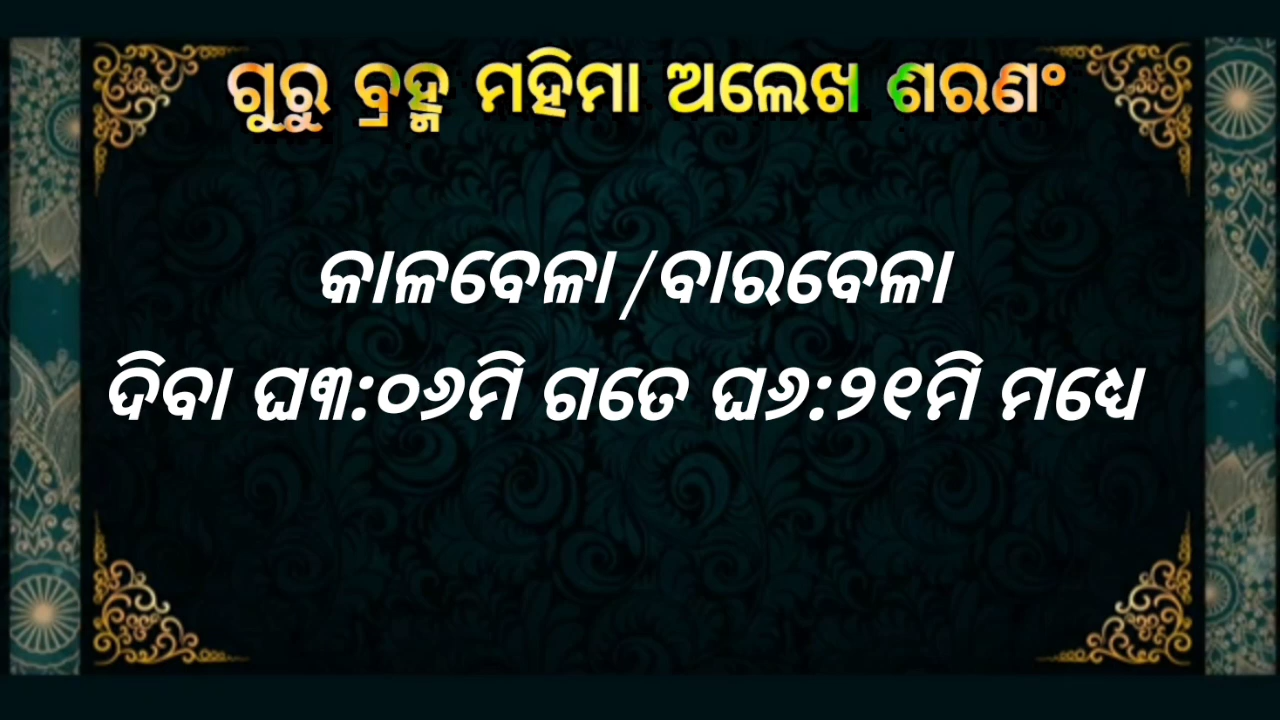 ଗୁରୁ ବ୍ରହ୍ମ ମହିମା ଅଲେଖ ଶରଣଂ
କାଳବେଳା/ବାରବେଳା
ଦିବା ଘ୩:୦୬ମି ଗତେ ଘ୬:୨୧ମି ମଧ୍ୟେ